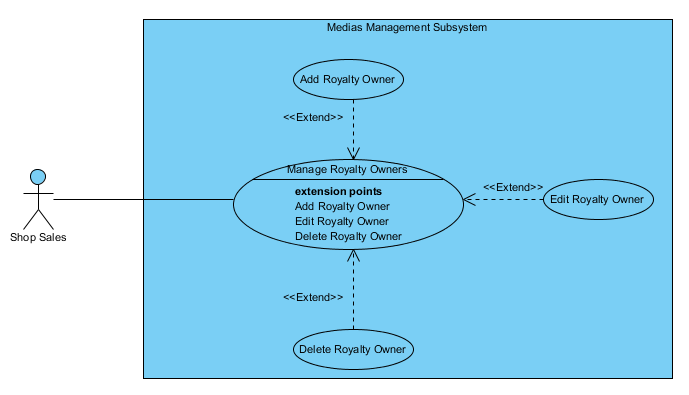 Medias Management Subsystem
Add Royalty Owner
<<Extend>>
Manage Royalty Owners
extension points
Add Royalty Owner
Edit Royalty Owner
Delete Royalty Owner
<<Extend>>
Edit Royalty Owner
Shop Sales
<<Extend>>
Delete Royalty Owner